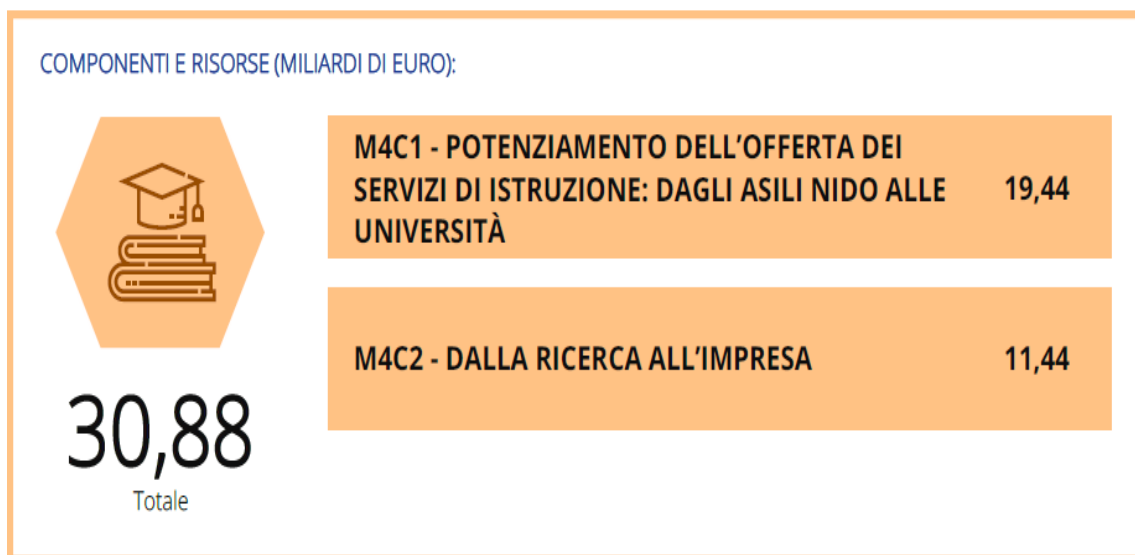 COMPONENTI E RISORSE (MILIARDI DI EURO):
M4C1 - POTENZIAMENTO DELL’OFFERTA DEI
SERVIZI DI ISTRUZIONE: DAGLI ASILI NIDO ALLE
UNIVERSITÀ
19,44
M4C2 - DALLA RICERCA ALL’IMPRESA
11,44
30,88
Totale